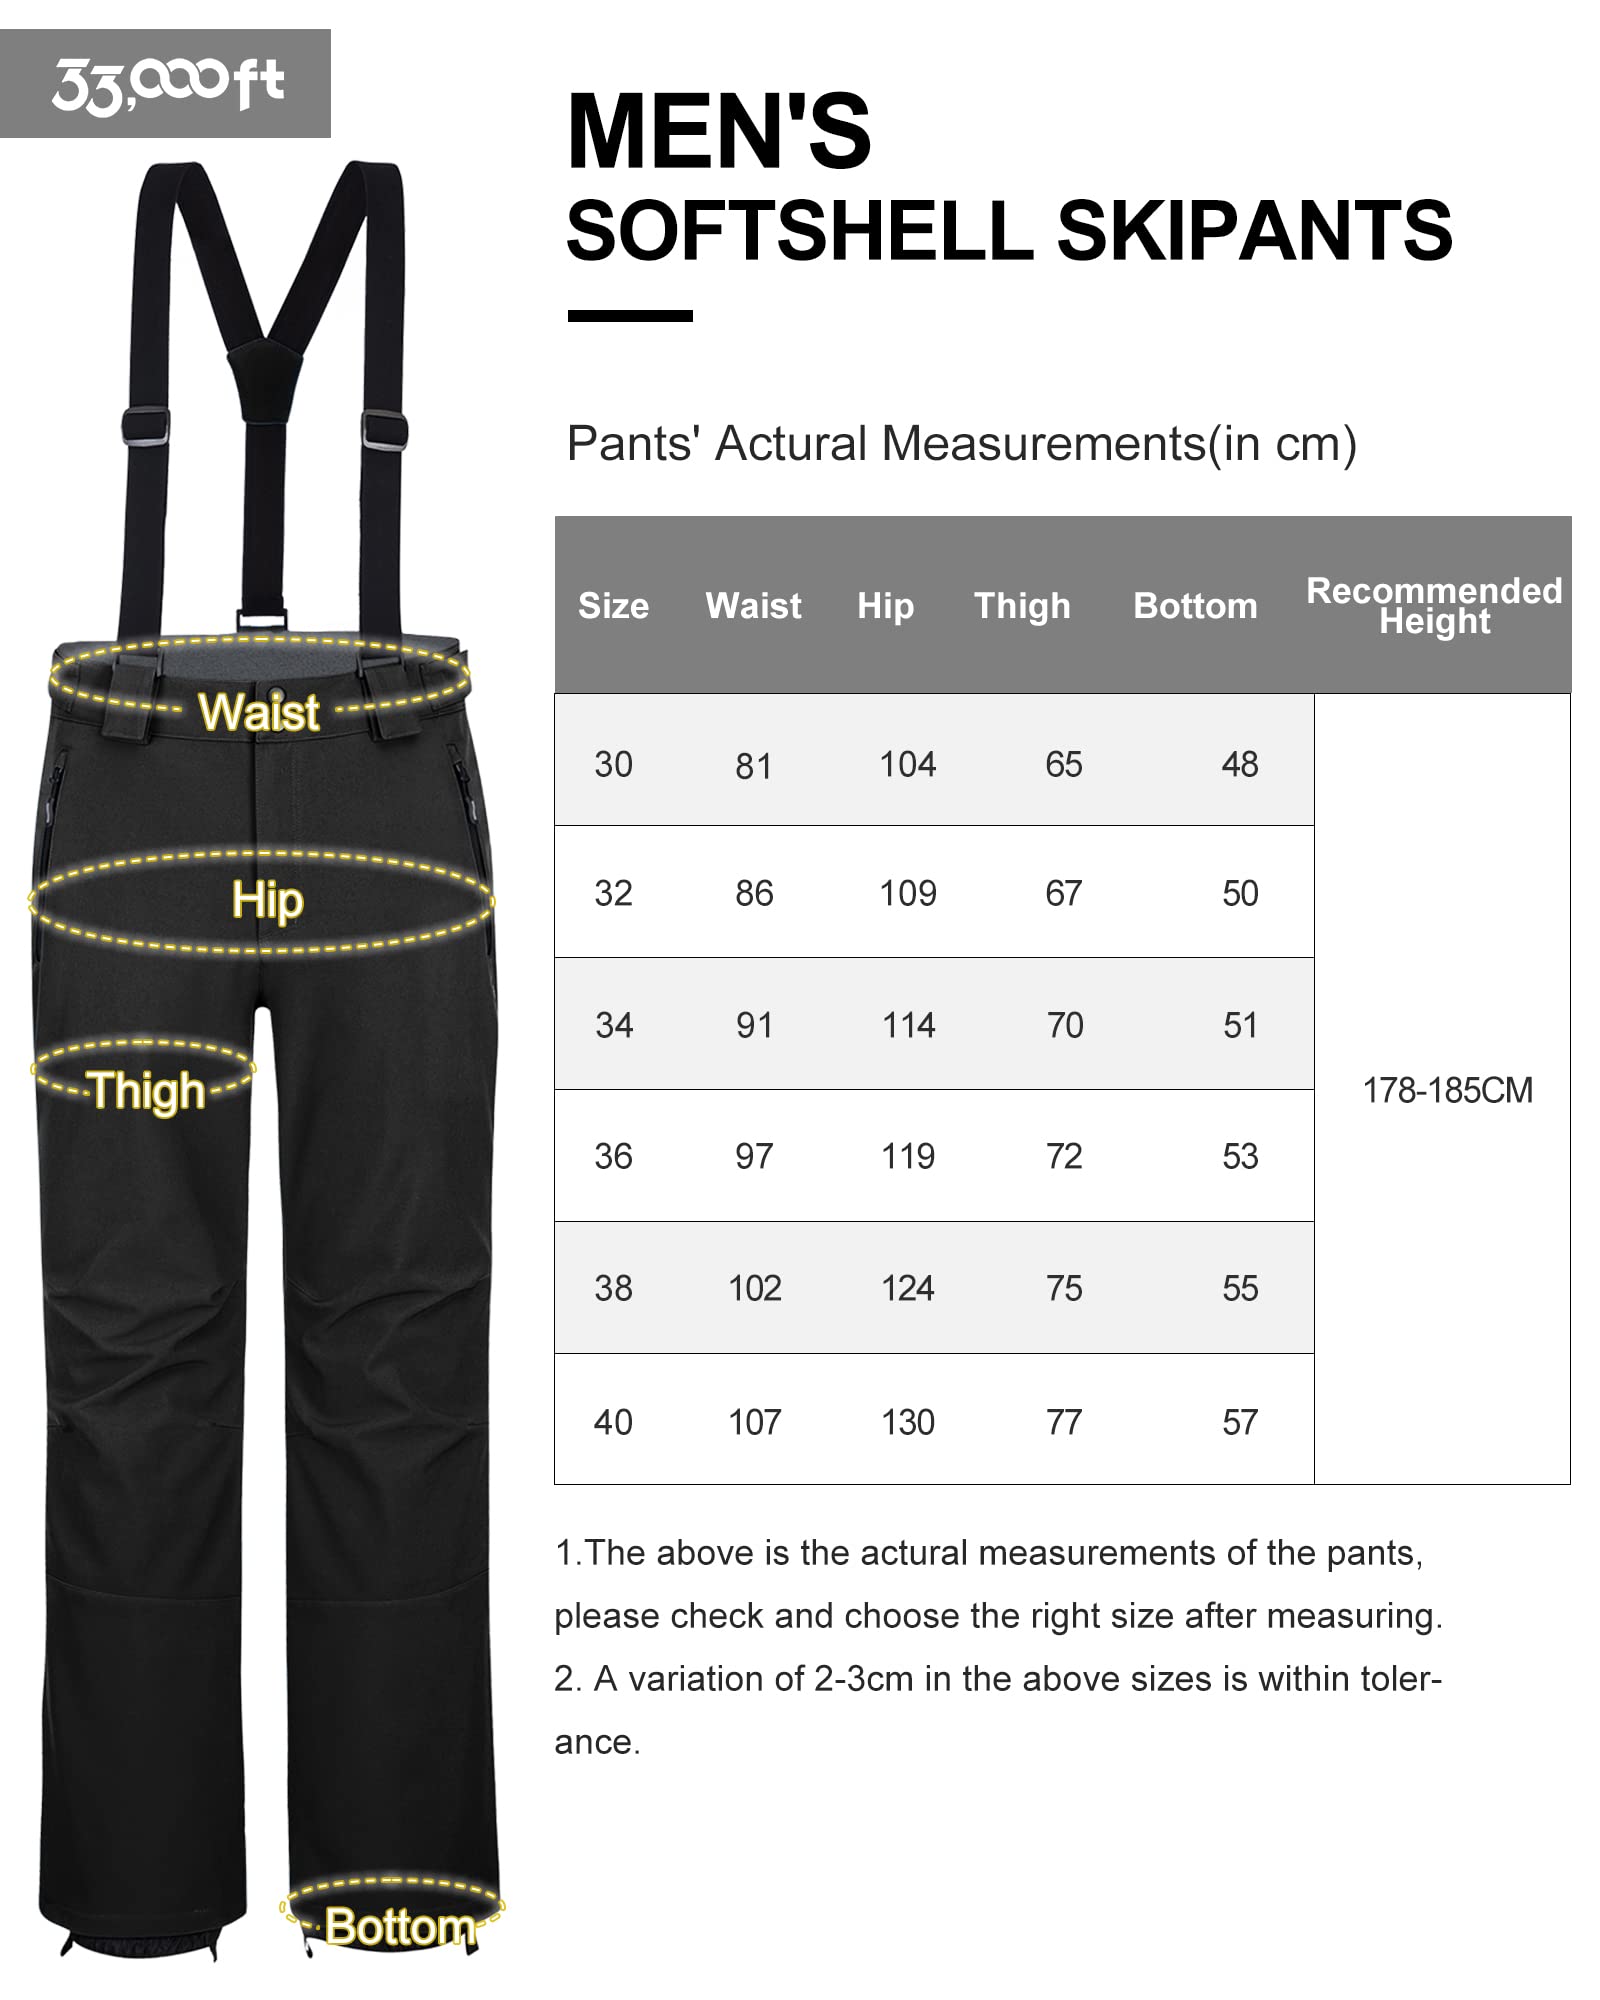 33,000ft
MEN'S
SOFTSHELL SKIPANTS
Pants' Actural Measurements(in cm)
Size Waist Hip Thigh Bottom Recommended Height
30 81 104 65 48
32 86 109 67 50
34 91 114 70 51
178-185CM
36 97 119 72 53
38 102 124 75 55
40 107 130 77 57
1.The above is the actural measurements of the pants,
please check and choose the right size after measuring.
2. A variation of 2-3cm in the above sizes is within toler-
ance.
Waist
Hip
Thigh
Bottom